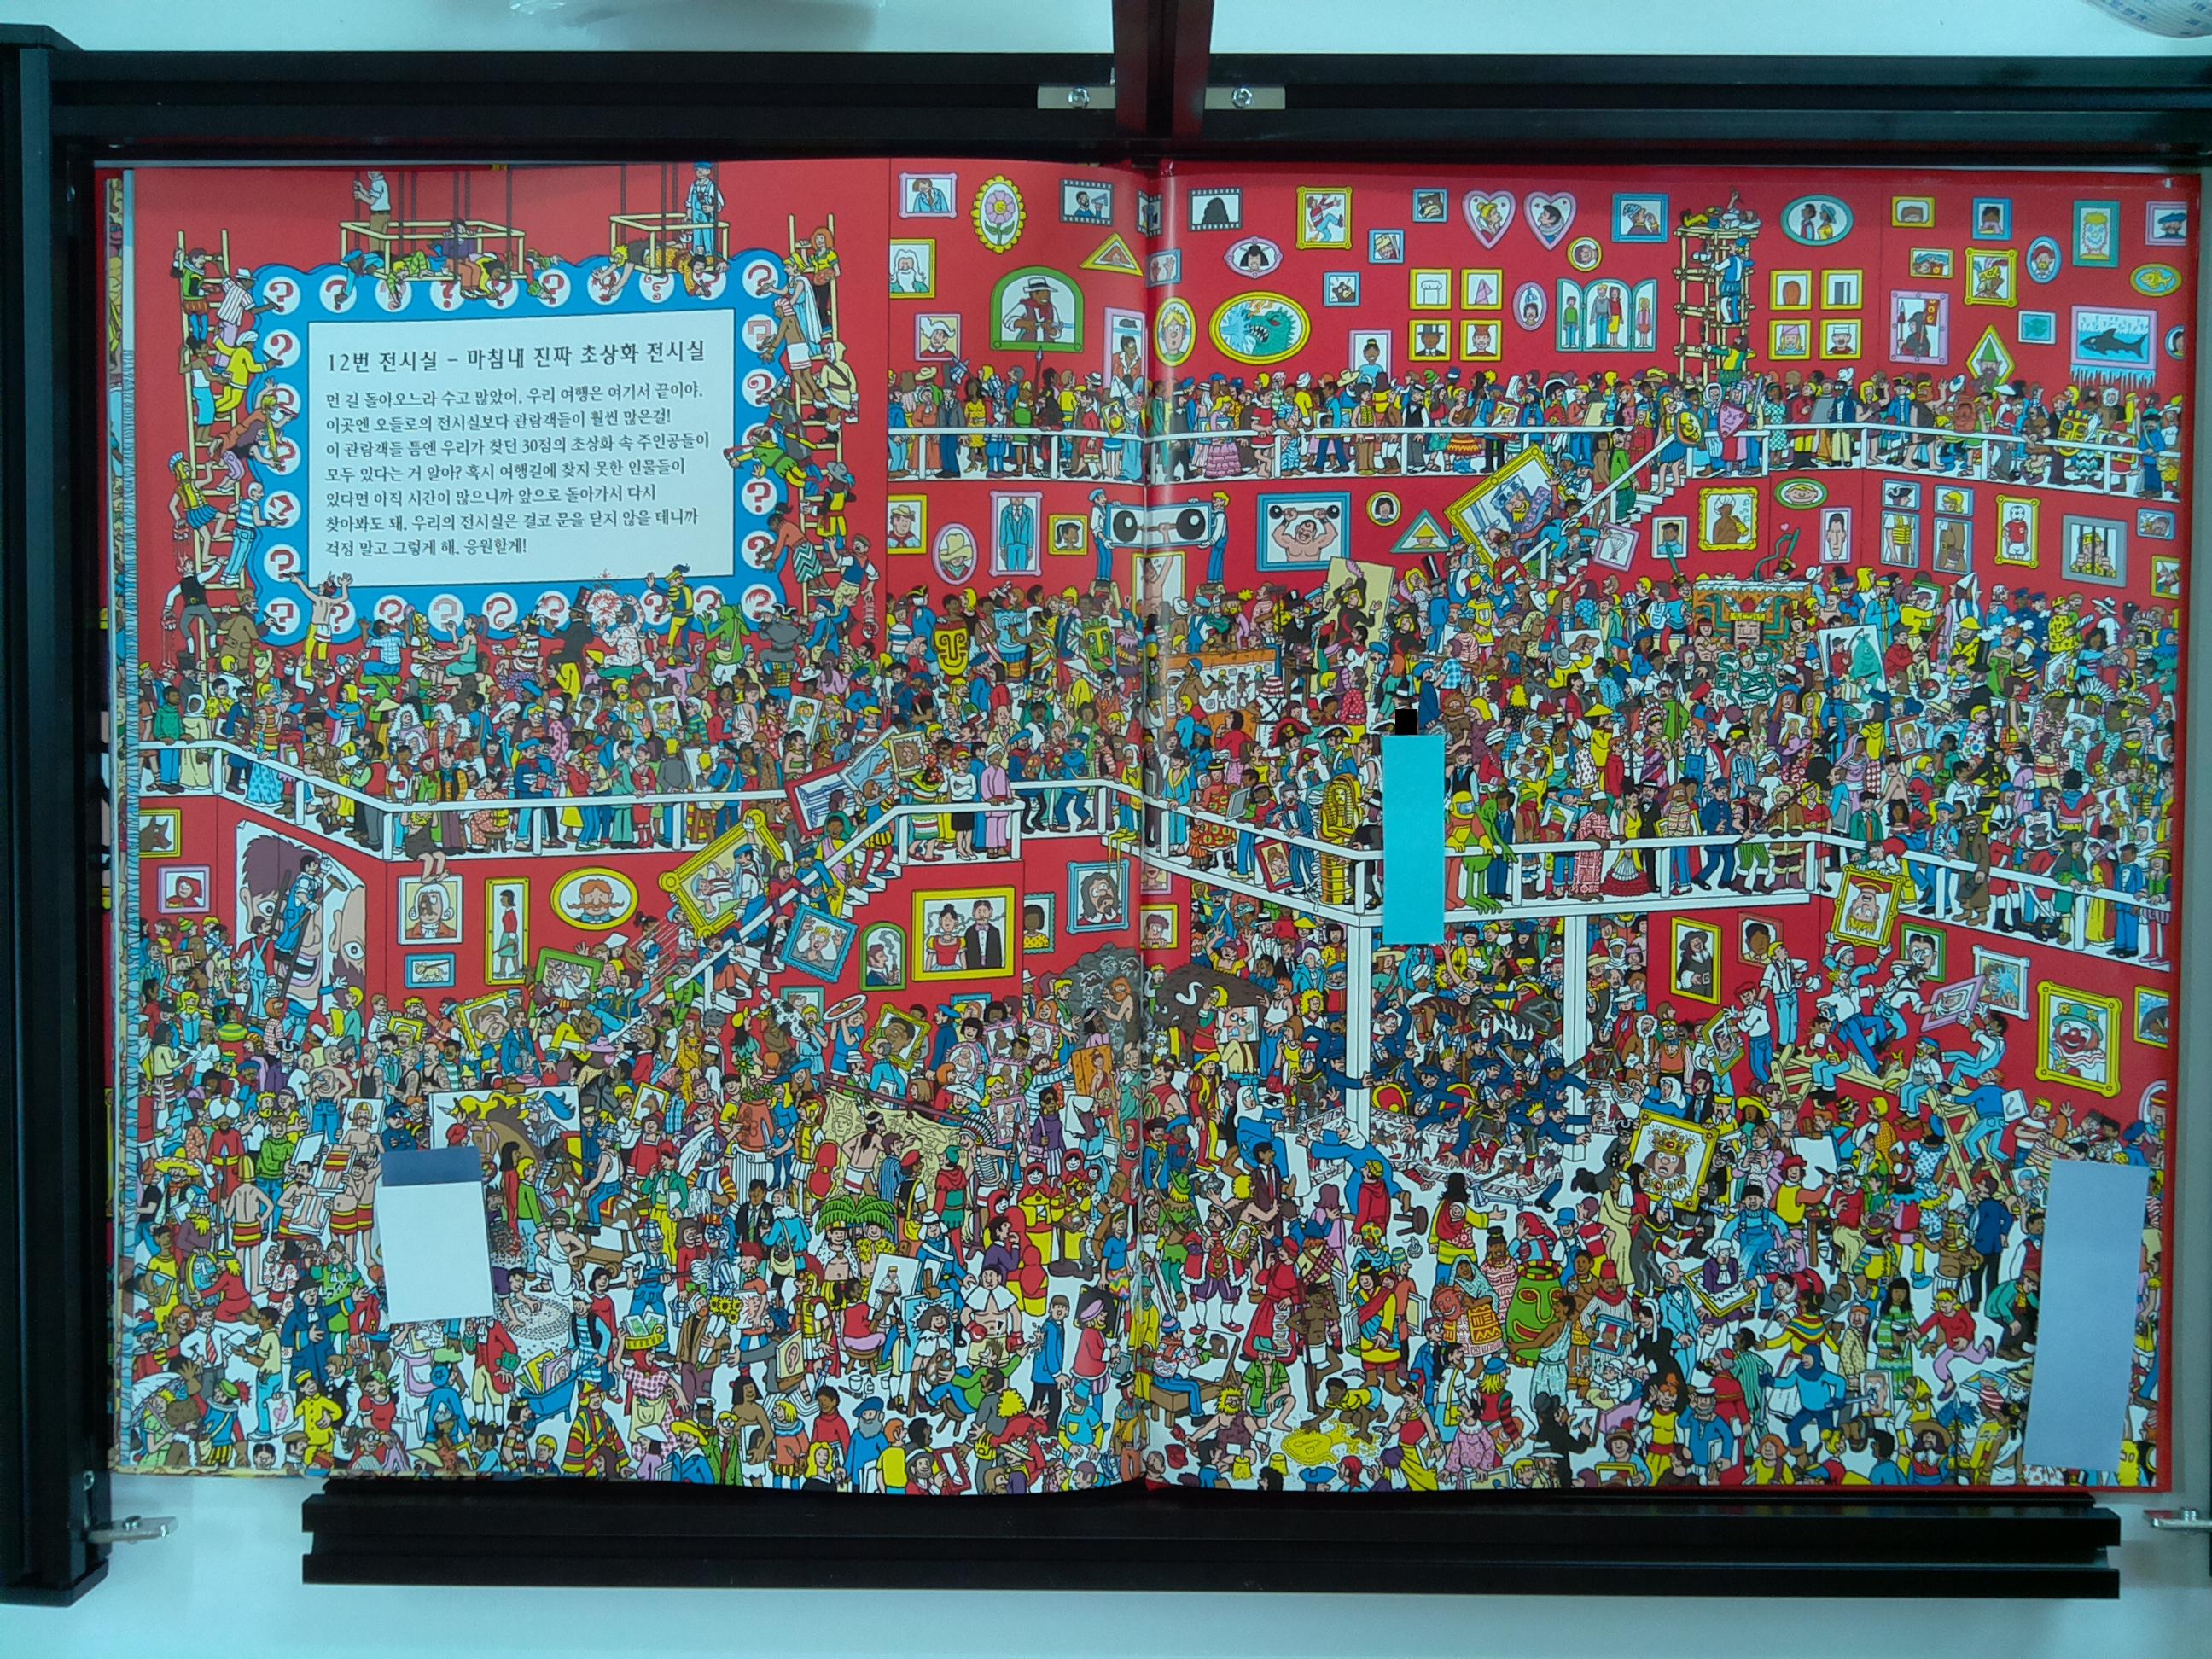 12번 전시실 - 마침내 진짜 초상화 전시실
먼 길 돌아오느라 수고 많았어. 우리 여행은 여기서 끝이야.
이곳엔 오들로의 전시실보다 관람객들이 훨씬 많은걸!
이 관람객들 틈엔 우리가 찾던 30점의 초상화 속 주인공들이
모두 있다는 거 알아? 혹시 여행길에 찾지 못한 인물들이
있다면 아직 시간이 많으니까 앞으로 돌아가서 다시
찾아봐도 돼. 우리의 전시실은 결코 문을 닫지 않을 테니까
걱정 말고 그렇게 해. 응원할게!